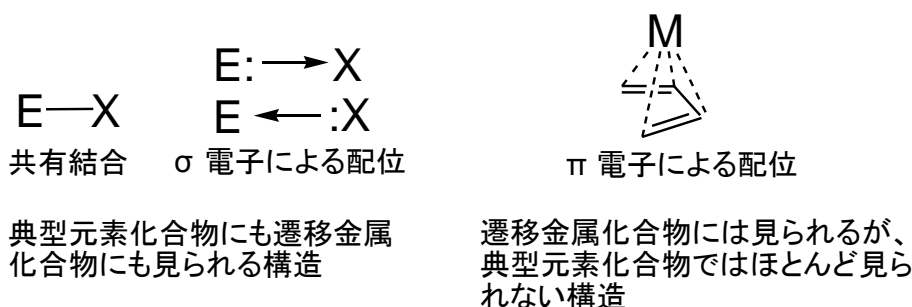 E—X
E:→X
E←:X
M
共有結合
σ 電子による配位
π 電子による配位
典型元素化合物にも遷移金属
化合物にも見られる構造
遷移金属化合物には見られるが、
典型元素化合物ではほとんど見ら
れない構造